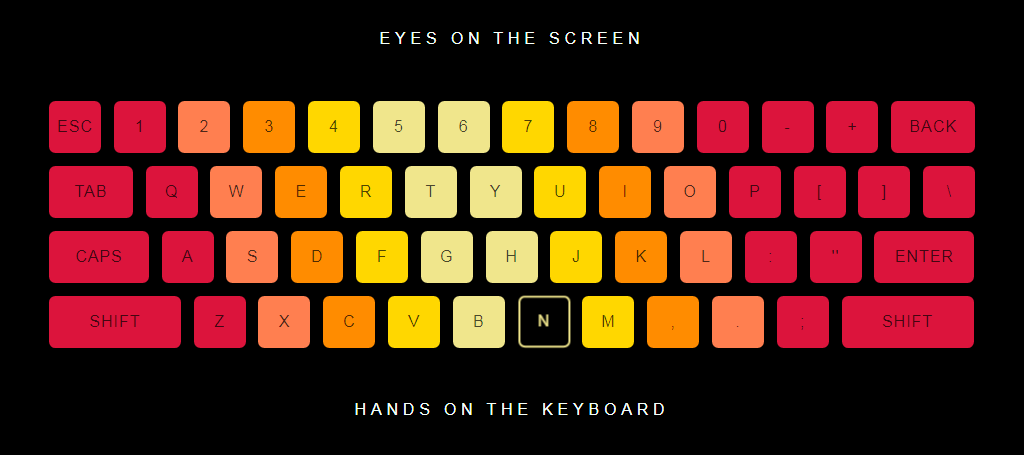 EYES ON THE SCREEN
ESC 1 2 3 4 5 6 7 8 9 0 - + BACK
TAB Q W E R T Y U I O P [ ] \
CAPS A S D F G H J K L : " ENTER
SHIFT Z X C V B N M , . ; SHIFT
HANDS ON THE KEYBOARD